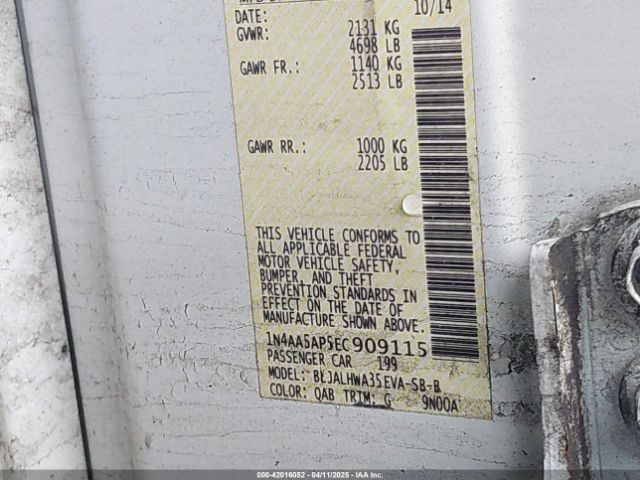 DATE: 10/14
GVWR: 2131 KG
4698 LB
GAWR FR.: 1140 KG
2513 LB
GAWR RR.: 1000 KG
2205 LB
THIS VEHICLE CONFORMS TO
ALL APPLICABLE FEDERAL
MOTOR VEHICLE SAFETY,
BUMPER, AND THEFT
PREVENTION STANDARDS IN
EFFECT ON THE DATE OF
MANUFACTURE SHOWN ABOVE.
1N4AA5AP5EC909115
PASSENGER CAR 199
MODEL: BLJALHWA35EVA-SB-B
COLOR: QAB TRIM: G 9N00A
000-42016052 - 04/11/2025 - IAAI.COM